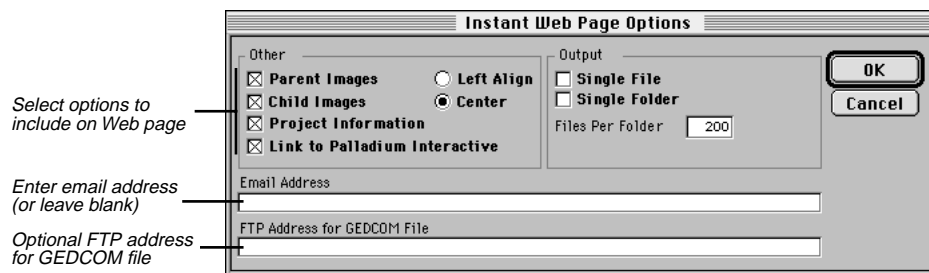 Instant Web Page Options
Other
Parent Images
Left Align
Child Images
Center
Project Information
Link to Palladium Interactive
Output
Single File
Single Folder
Files Per Folder 200
OK
Cancel
Select options to
include on Web page
Email Address
Enter email address
(or leave blank)
FTP Address for GEDCOM File
Optional FTP address
for GEDCOM file